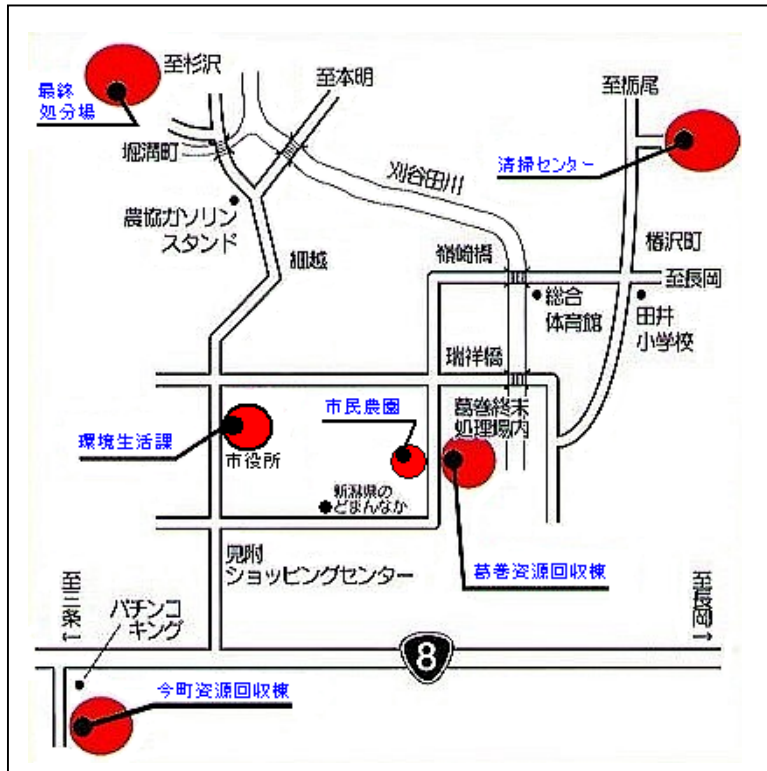 至杉沢
至本明
至栃尾
最終
処分場
堀溝町
刈谷田川
清掃センター
農協ガソリン
スタンド
椿沢町
細越
嶺崎橋
至長岡
総合
体育館
田井
小学校
瑞祥橋
市民農園
葛巻終末
処理場内
環境生活課
市役所
新潟県の
どまんなか
見附
ショッピングセンター
葛巻資源回収棟
至三条
↓
パチンコ
キング
至長岡
↓
8
今町資源回収棟